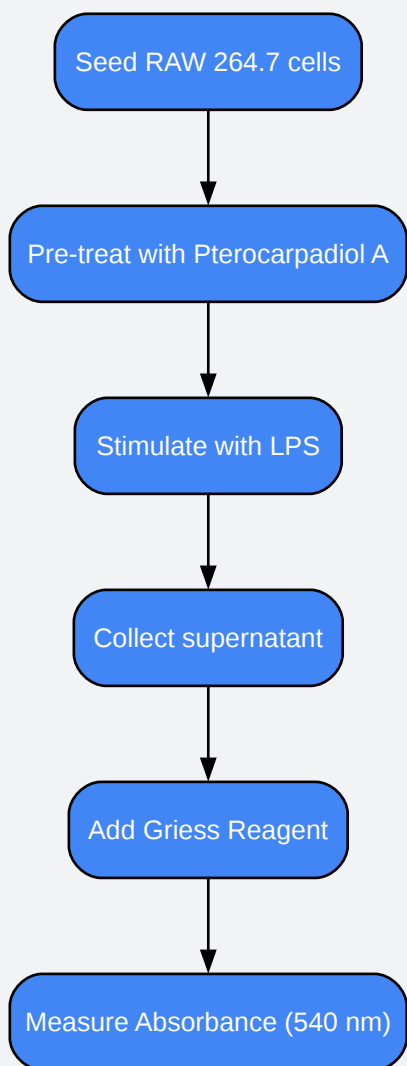 Seed RAW 264.7 cells
Pre-treat with Pterocarpadiol A
Stimulate with LPS
Collect supernatant
Add Griess Reagent
Measure Absorbance (540 nm)